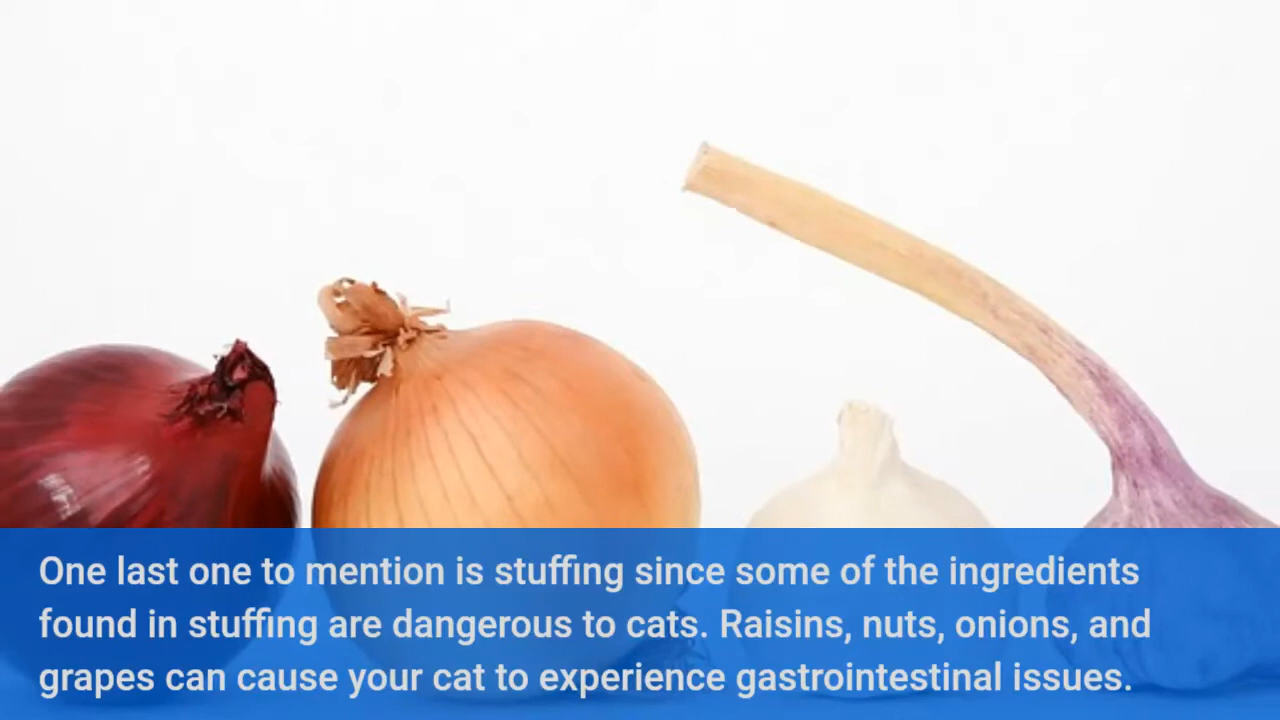 One last one to mention is stuffing since some of the ingredients
found in stuffing are dangerous to cats. Raisins, nuts, onions, and
grapes can cause your cat to experience gastrointestinal issues.